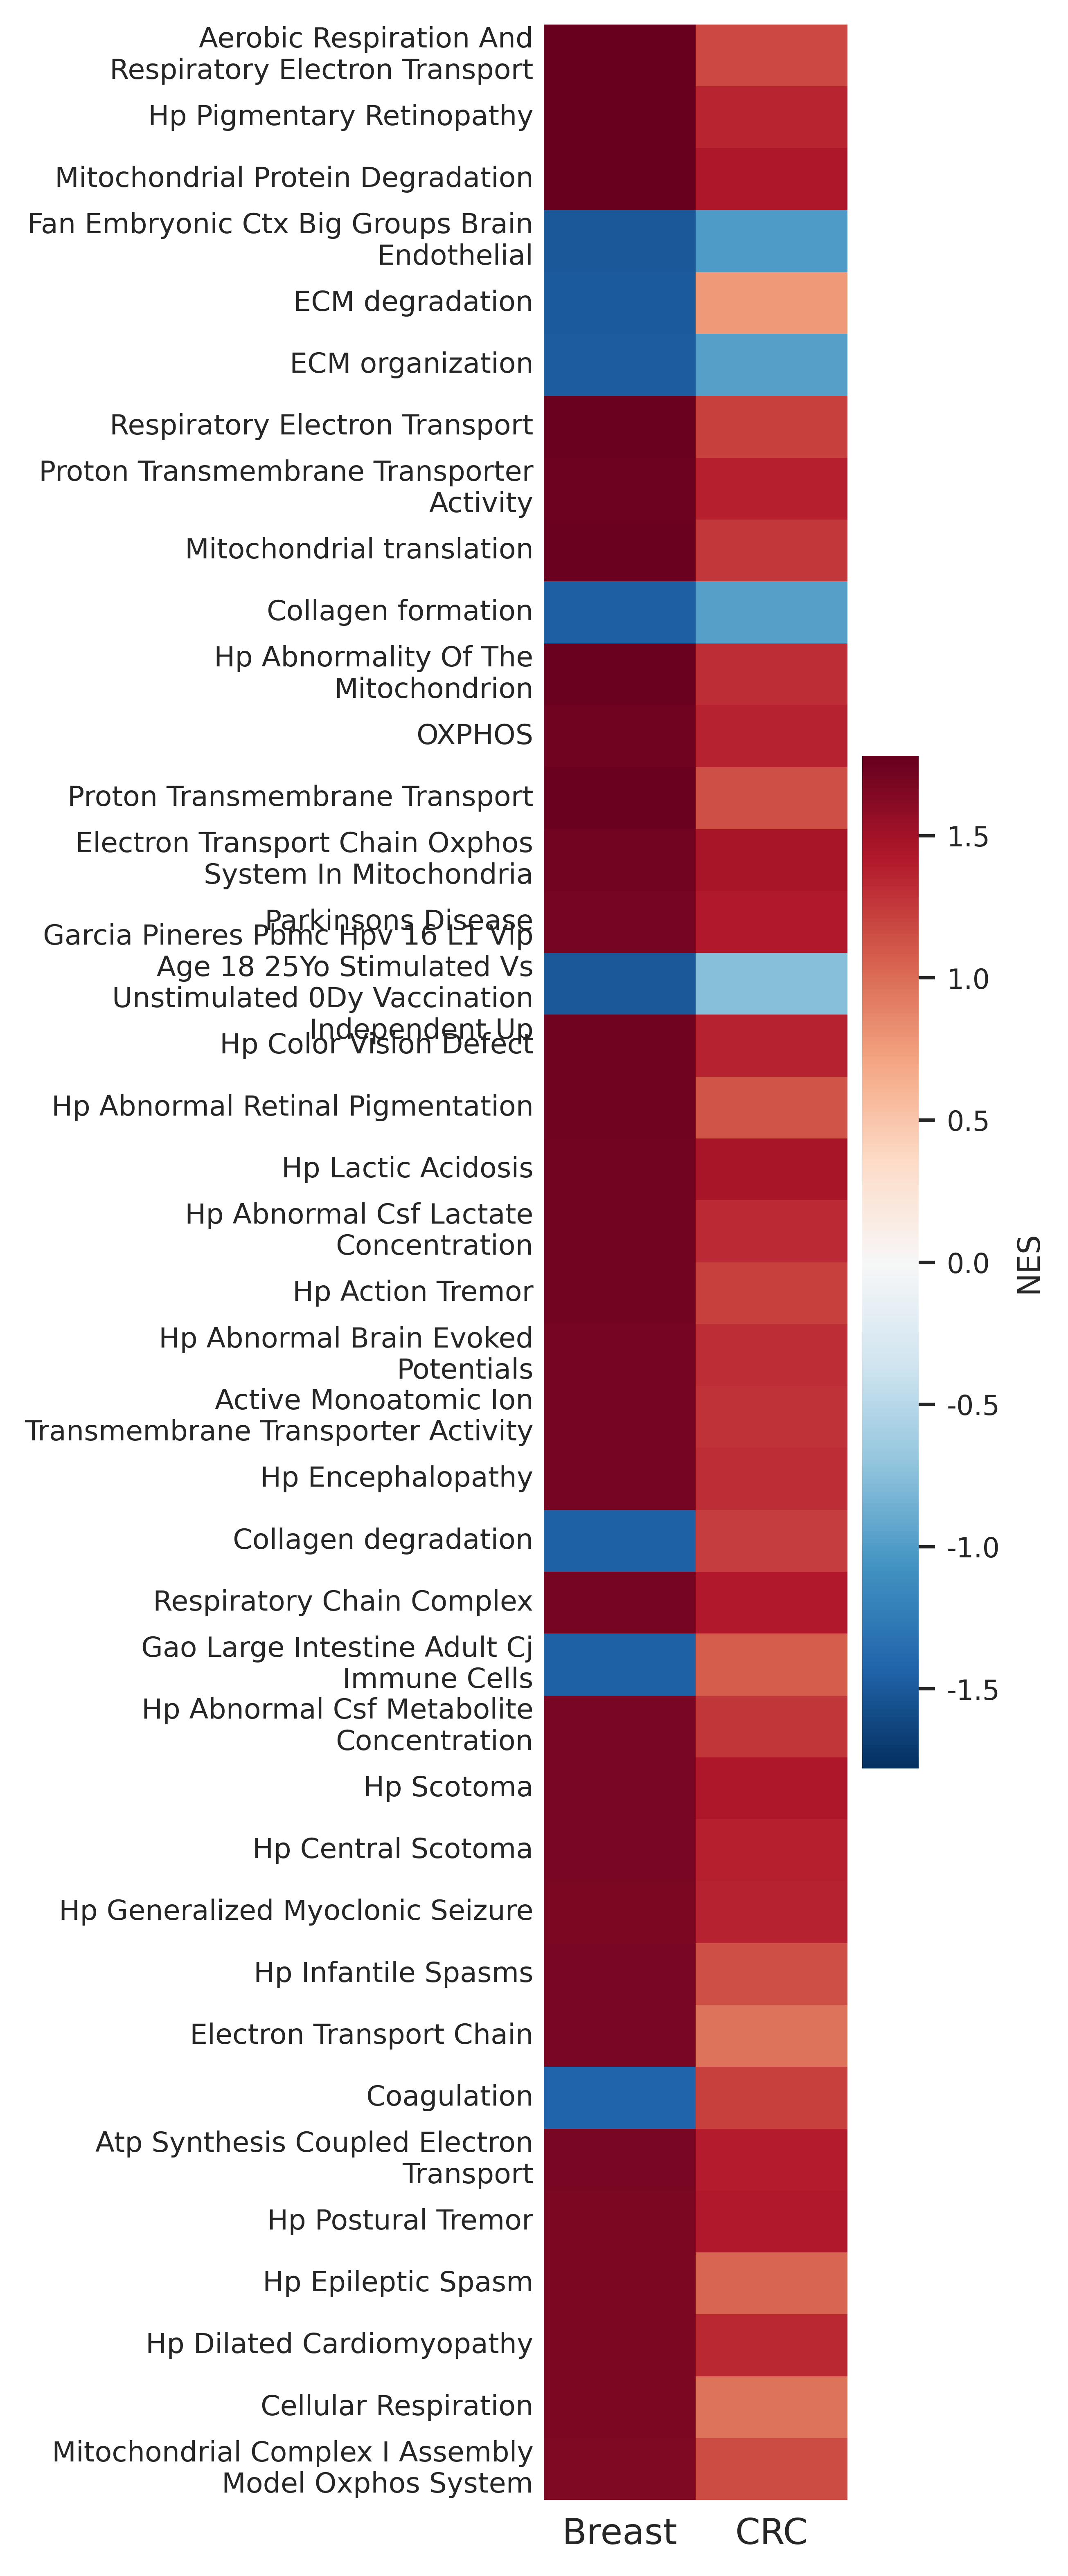 Aerobic Respiration And
Respiratory Electron Transport
Hp Pigmentary Retinopathy
Mitochondrial Protein Degradation
Fan Embryonic Ctx Big Groups Brain
Endothelial
ECM degradation
ECM organization
Respiratory Electron Transport
Proton Transmembrane Transporter
Activity
Mitochondrial translation
Collagen formation
Hp Abnormality Of The
Mitochondrion
OXPHOS
Proton Transmembrane Transport
Electron Transport Chain Oxphos
System In Mitochondria
Parkinsons Disease
Garcia Pineres Pbmc Hpv 16 L1 Vlp
Age 18 25Yo Stimulated Vs
Unstimulated 0Dy Vaccination
Independent Up
Hp Color Vision Defect
Hp Abnormal Retinal Pigmentation
Hp Lactic Acidosis
Hp Abnormal Csf Lactate
Concentration
Hp Action Tremor
Hp Abnormal Brain Evoked
Potentials
Active Monoatomic Ion
Transmembrane Transporter Activity
Hp Encephalopathy
Collagen degradation
Respiratory Chain Complex
Gao Large Intestine Adult Cj
Immune Cells
Hp Abnormal Csf Metabolite
Concentration
Hp Scotoma
Hp Central Scotoma
Hp Generalized Myoclonic Seizure
Hp Infantile Spasms
Electron Transport Chain
Coagulation
Atp Synthesis Coupled Electron
Transport
Hp Postural Tremor
Hp Epileptic Spasm
Hp Dilated Cardiomyopathy
Cellular Respiration
Mitochondrial Complex I Assembly
Model Oxphos System
Breast
CRC
1.5
1.0
0.5
0.0
-0.5
-1.0
-1.5
NES